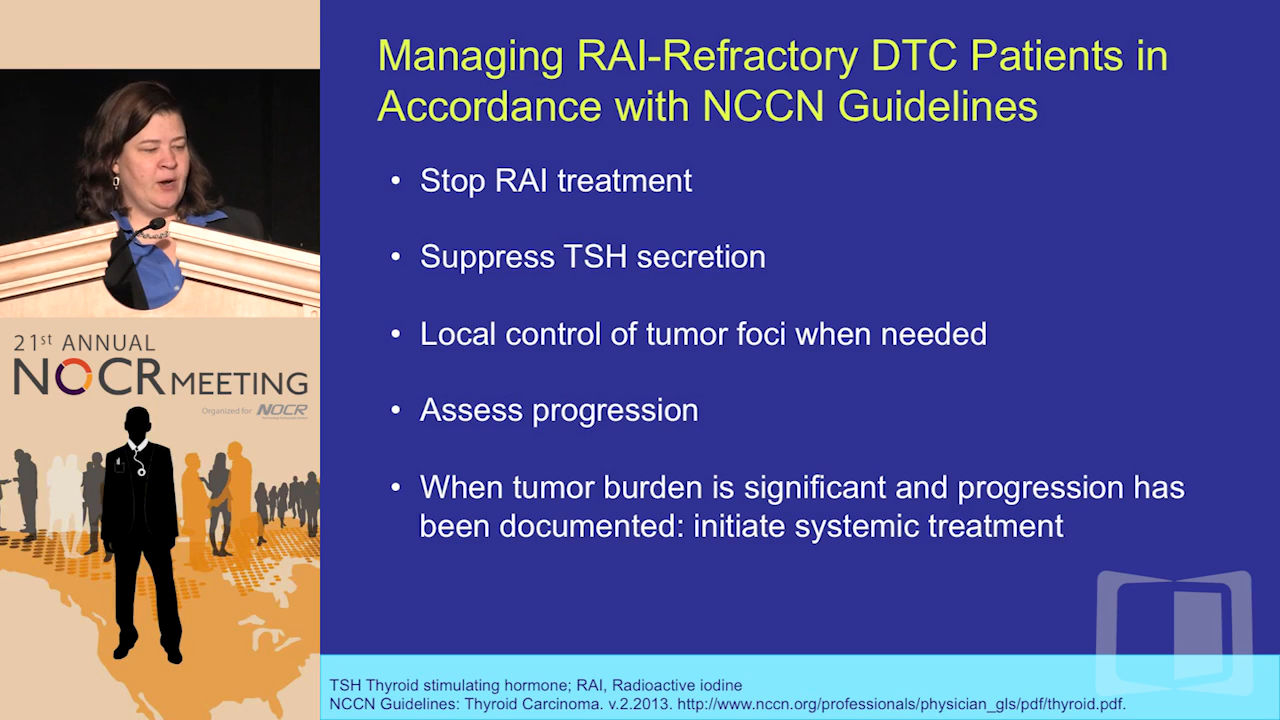 Managing RAI-Refractory DTC Patients in
Accordance with NCCN Guidelines
• Stop RAI treatment
• Suppress TSH secretion
• Local control of tumor foci when needed
• Assess progression
• When tumor burden is significant and progression has
been documented: initiate systemic treatment
21st ANNUAL
NOCR MEETING
Organized for NOCR
TSH Thyroid stimulating hormone; RAI, Radioactive iodine
NCCN Guidelines: Thyroid Carcinoma. v.2.2013. http://www.nccn.org/professionals/physician_gls/pdf/thyroid.pdf.